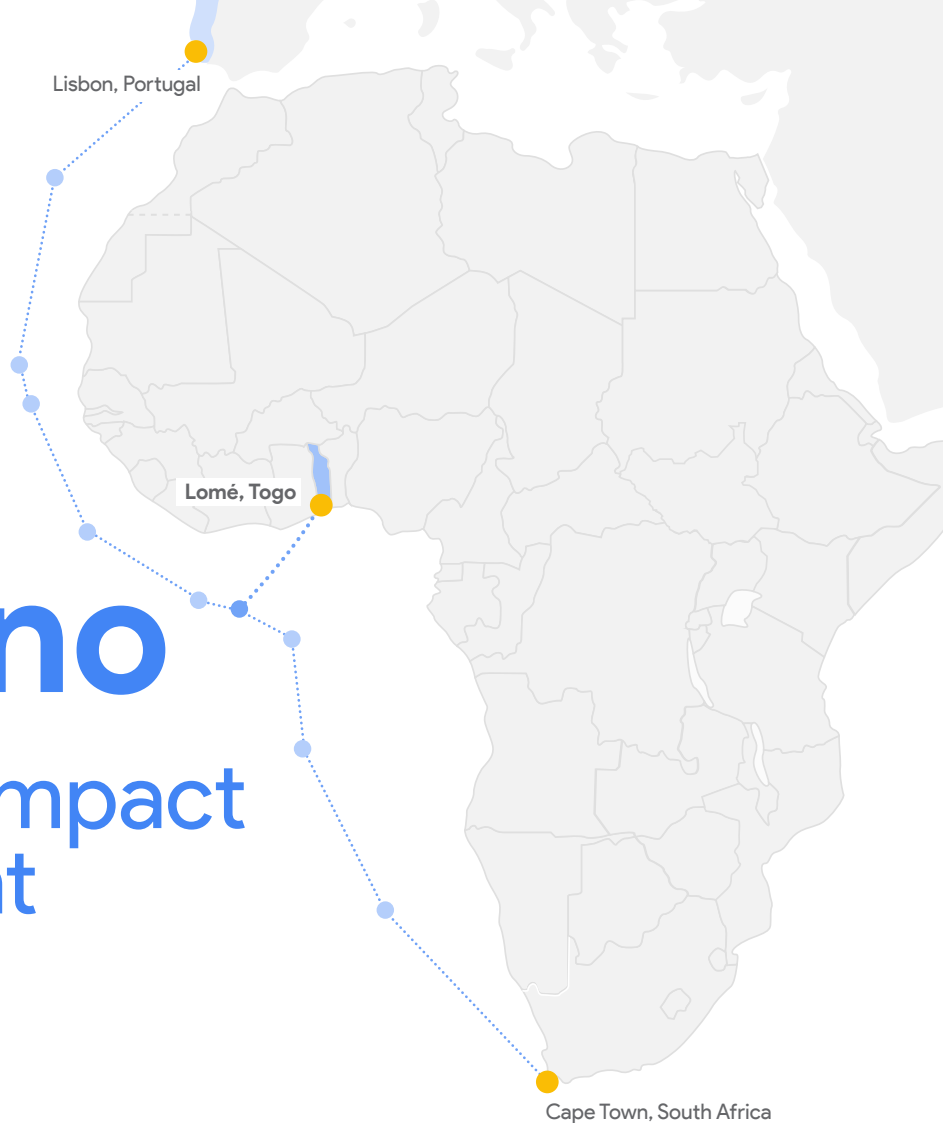 Lisbon, Portugal
Lomé, Togo
no
mpact
t
Cape Town, South Africa